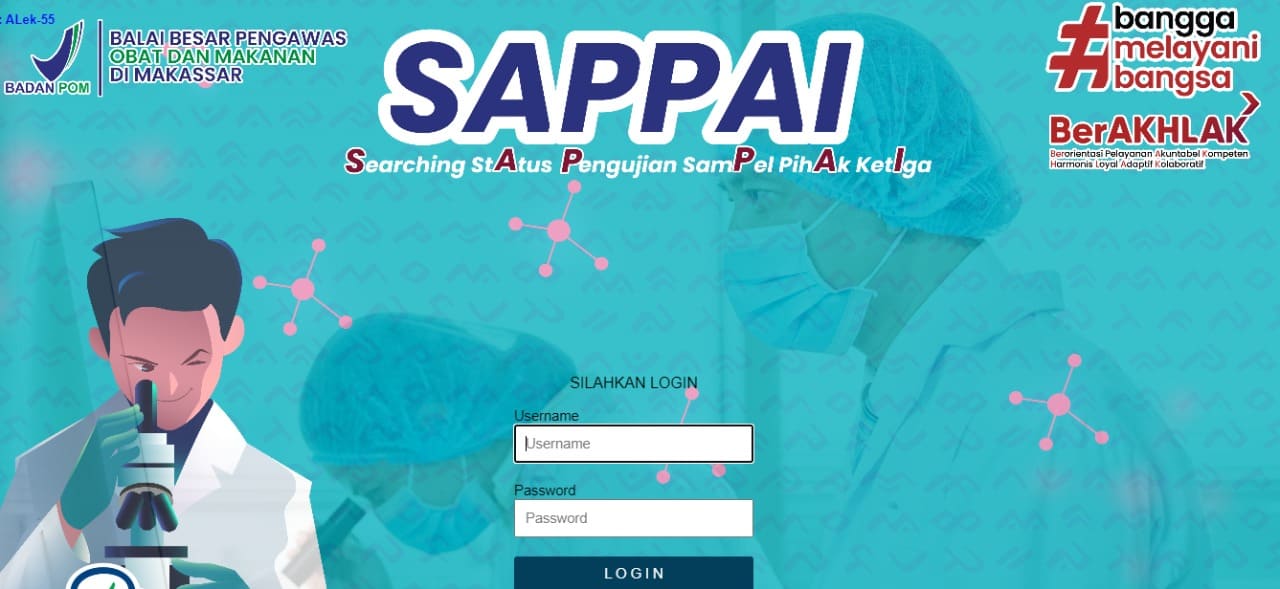 : ALek-55
BADAN POM
BALAI BESAR PENGAWAS
OBAT DAN MAKANAN
DI MAKASSAR
SAPPAI
Searching StAtus Pengujian SamPel PihAk KetIga
#bangga
melayani
bangsa
BerAKHLAK
Berorientasi Pelayanan Akuntabel Kompeten
Harmonis Loyal Adaptif Kolaboratif
SILAHKAN LOGIN
Username
Username
Password
Password
LOGIN